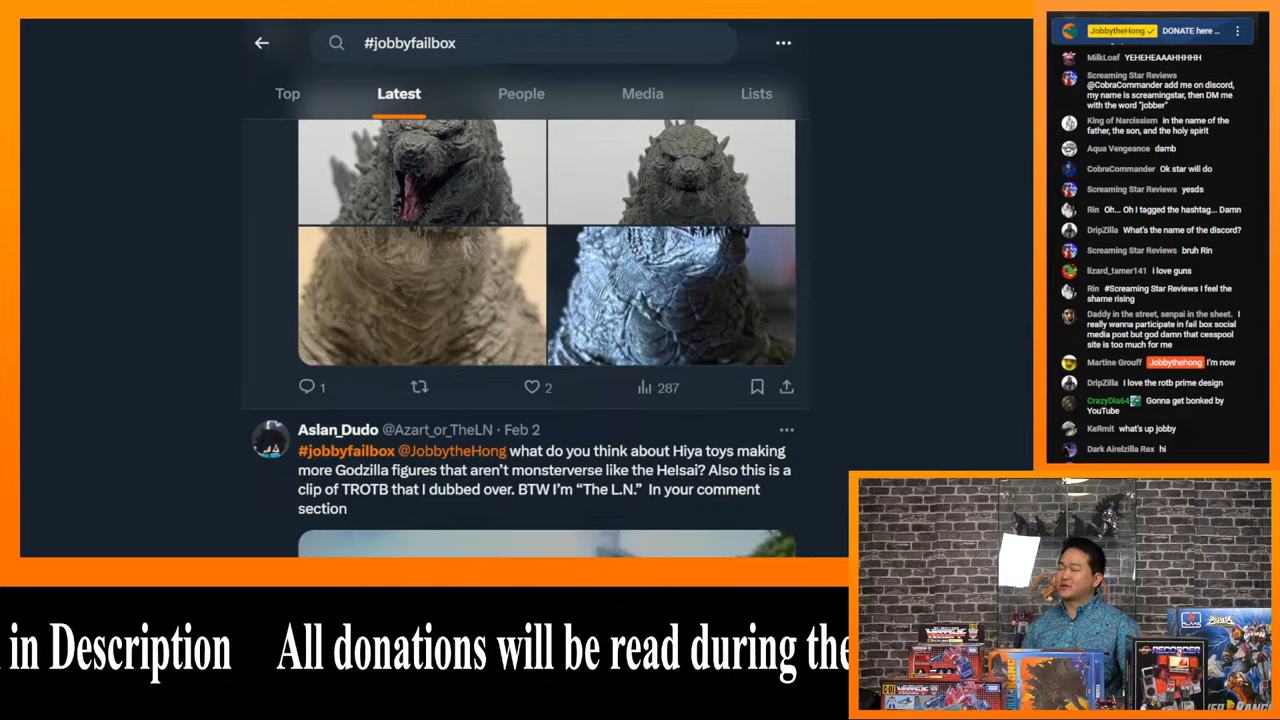 #jobbyfailbox
Top
Latest
People
Media
Lists
1
2
287
Aslan_Dudo @Azart_or_TheLN · Feb 2
#jobbyfailbox @JobbytheHong what do you think about Hiya toys making
more Godzilla figures that aren't monsterverse like the Helsai? Also this is a
clip of TROTB that I dubbed over. BTW I'm “The L.N.” In your comment
section
JobbytheHong DONATE here ...
MilkLoaf YEHEHEAAAHHHHH
Screaming Star Reviews
@CobraCommander add me on discord,
my name is screamingstar, then DM me
with the word "jobber"
King of Narcissism in the name of the
father, the son, and the holy spirit
Aqua Vengeance damb
CobraCommander Ok star will do
Screaming Star Reviews yesds
Rin Oh... Oh I tagged the hashtag... Damn
DripZilla What's the name of the discord?
Screaming Star Reviews bruh Rin
lizard_tamer141 i love guns
Rin #Screaming Star Reviews I feel the
shame rising
Daddy in the street, senpai in the sheet. I
really wanna participate in fail box social
media post but god damn that cesspool
site is too much for me
Martine Grouff Jobbythehong I'm now
DripZilla I love the rotb prime design
CrazyDia64 Gonna get bonked by
YouTube
KeRmit what's up jobby
Dark Airelzilla Rex hi
in Description All donations will be read during the
RECORDER